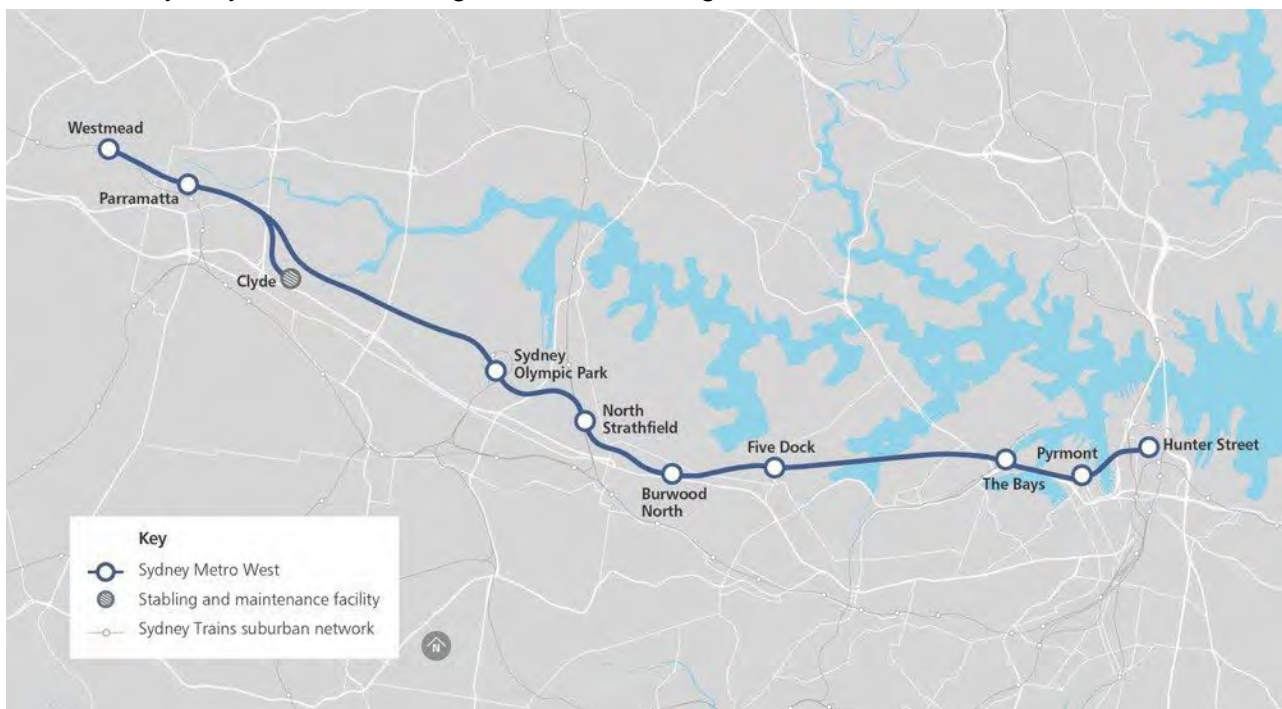 Westmead
Parramatta
Clyde
Sydney
Olympic Park
North
Strathfield
Five Dock
Burwood
North
The Bays
Pyrmont
Hunter Street
Key
Sydney Metro West
Stabling and maintenance facility
Sydney Trains suburban network
N